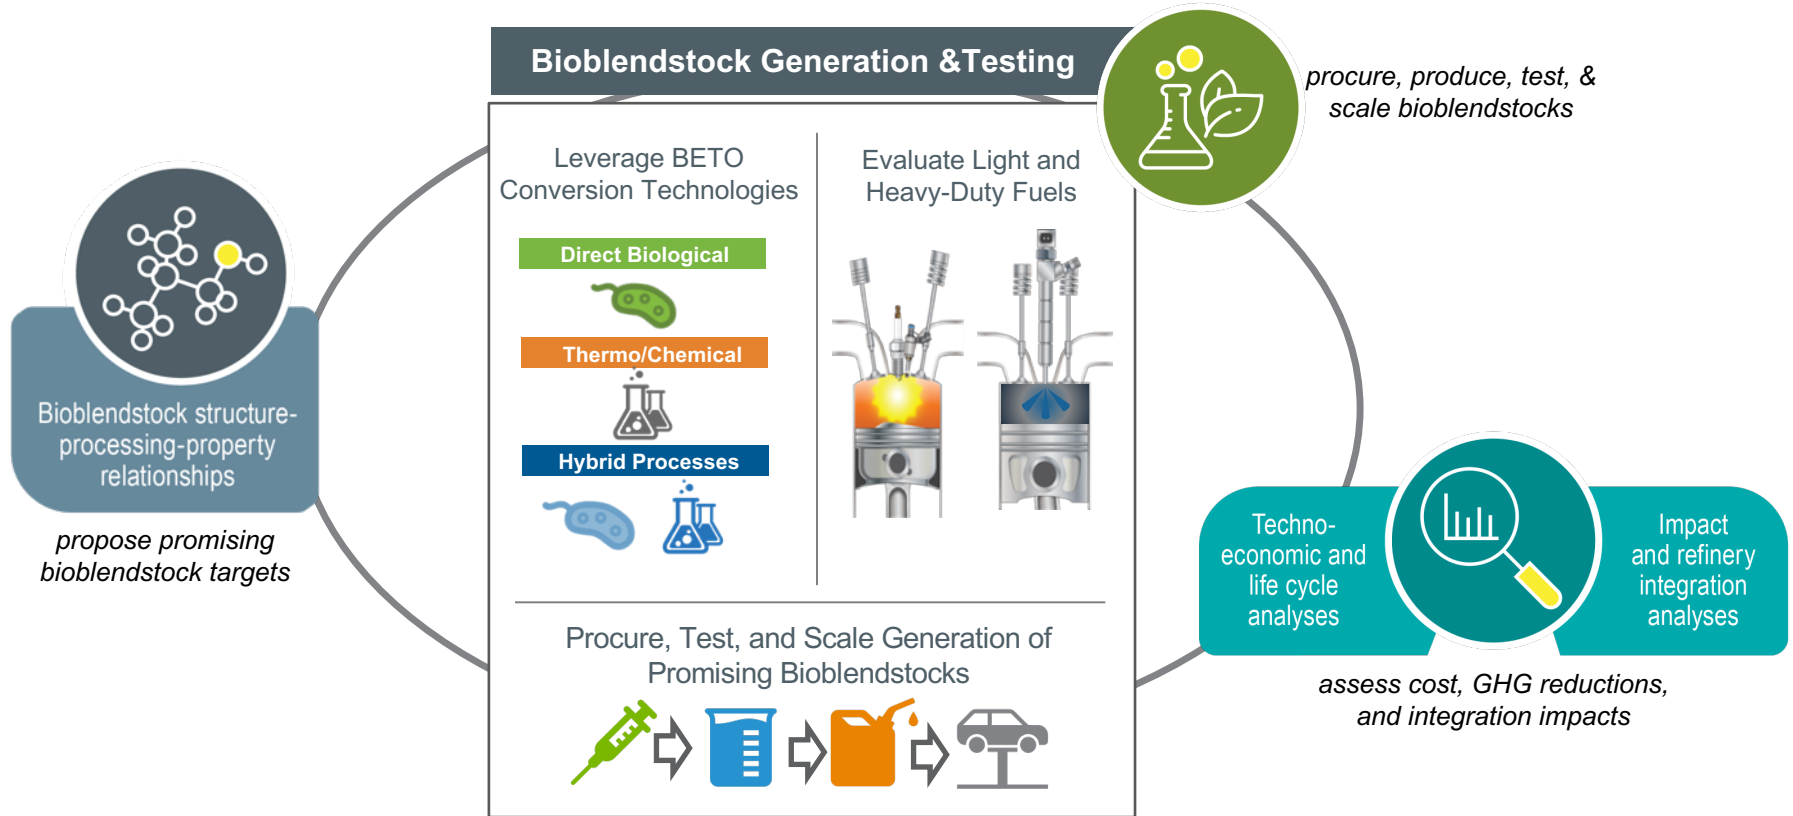 Bioblendstock Generation &Testing
procure, produce, test, &
scale bioblendstocks
Leverage BETO
Conversion Technologies
Direct Biological
Thermo/Chemical
Hybrid Processes
Evaluate Light and
Heavy-Duty Fuels
Bioblendstock structure-
processing-property
relationships
propose promising
bioblendstock targets
Procure, Test, and Scale Generation of
Promising Bioblendstocks
Techno-
economic and
life cycle
analyses
Impact
and refinery
integration
analyses
assess cost, GHG reductions,
and integration impacts